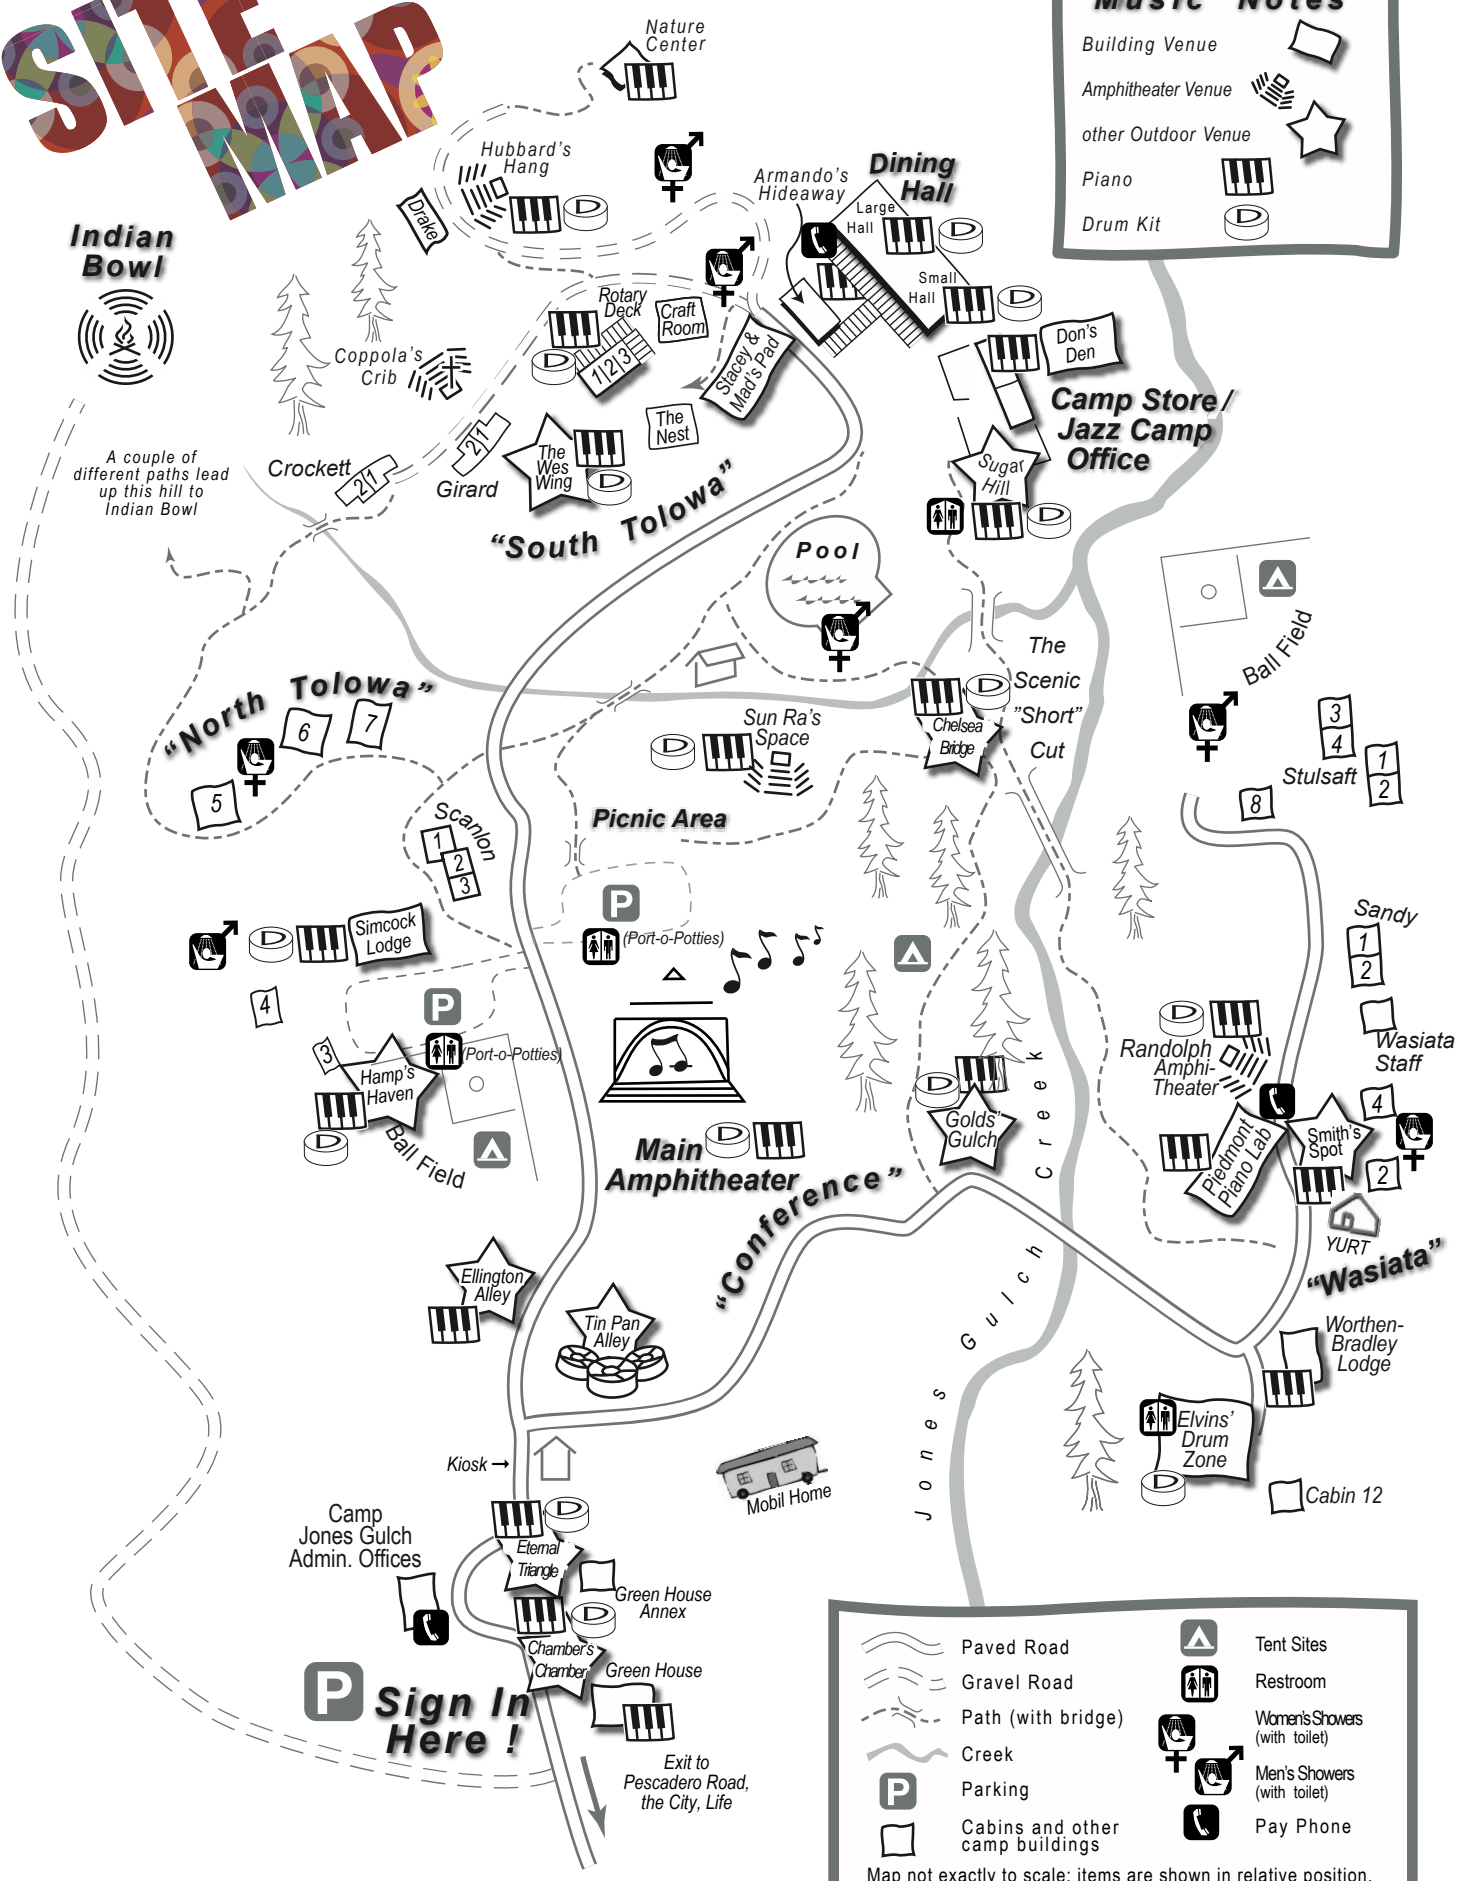 SITE
MAP
Music Notes
Building Venue
Amphitheater Venue
other Outdoor Venue
Piano
Drum Kit
D
Nature
Center
Hubbard's
Hang
D
Drake
Armando's
Hideaway
Dining
Hall
Large
Hall
D
Small
Hall
D
Indian
Bowl
Rotary
Deck
Craft
Room
D
1 2 3
Stacey &
Mad's Pad
Don's
Den
Coppola's
Crib
Camp Store /
Jazz Camp
Office
The
Nest
The
Wes
Wing
D
2 1
Girard
Crockett
2 1
A couple of
different paths lead
up this hill to
Indian Bowl
Sugar
Hill
D
"South Tolowa"
Pool
Ball Field
The
Scenic
"Short"
Cut
D
Chelsea
Bridge
"North Tolowa"
6
7
5
Sun Ra's
Space
D
Picnic Area
3
4
1
2
Stulsaft
8
Scanlon
1
2
3
P
(Port-o-Potties)
Simcock
Lodge
D
4
P
(Port-o-Potties)
3
Hamp's
Haven
D
Ball Field
Sandy
1
2
Wasiata
Staff
D
Randolph
Amphi-
Theater
4
Smith's
Spot
2
Piedmont
Piano Lab
YURT
"Wasiata"
D
Golds'
Gulch
Main
Amphitheater
D
"Conference"
Jones Gulch Creek
Ellington
Alley
Tin Pan
Alley
Worthen-
Bradley
Lodge
Elvins'
Drum
Zone
D
Cabin 12
Kiosk
Mobil Home
Camp
Jones Gulch
Admin. Offices
D
Eternal
Triangle
Green House
Annex
D
Chamber's
Chamber
Green House
P
Sign In
Here !
Exit to
Pescadero Road,
the City, Life
Paved Road
Gravel Road
Path (with bridge)
Creek
P
Parking
Cabins and other
camp buildings
Tent Sites
Restroom
Women's Showers
(with toilet)
Men's Showers
(with toilet)
Pay Phone
Map not exactly to scale; items are shown in relative position.